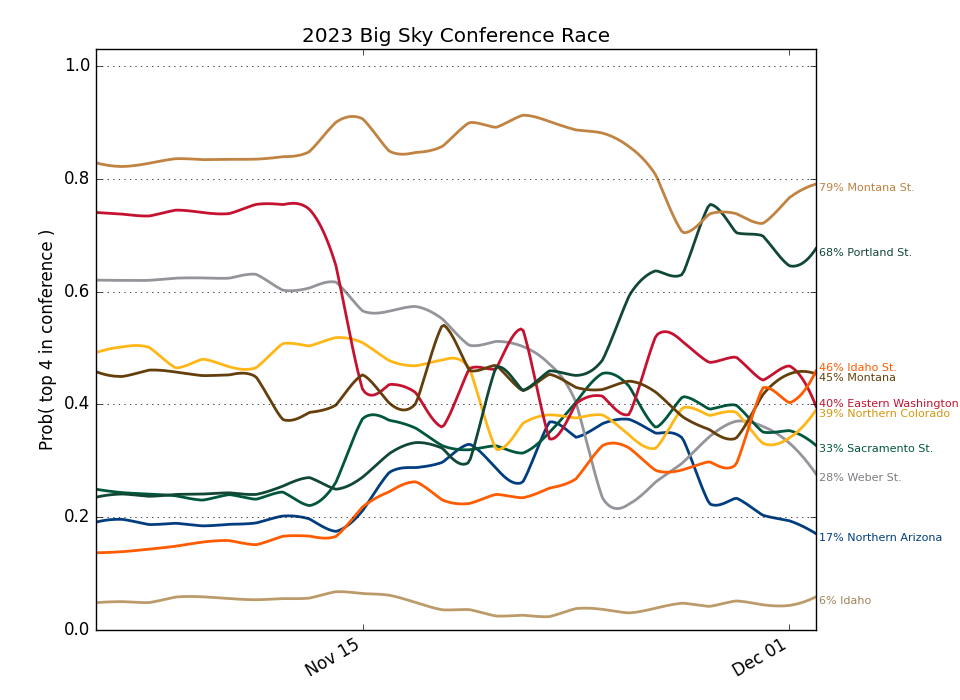 2023 Big Sky Conference Race
Prob( top 4 in conference )
1.0
0.8
0.6
0.4
0.2
0.0
Nov 15
Dec 01
79% Montana St.
68% Portland St.
46% Idaho St.
45% Montana
40% Eastern Washington
39% Northern Colorado
33% Sacramento St.
28% Weber St.
17% Northern Arizona
6% Idaho